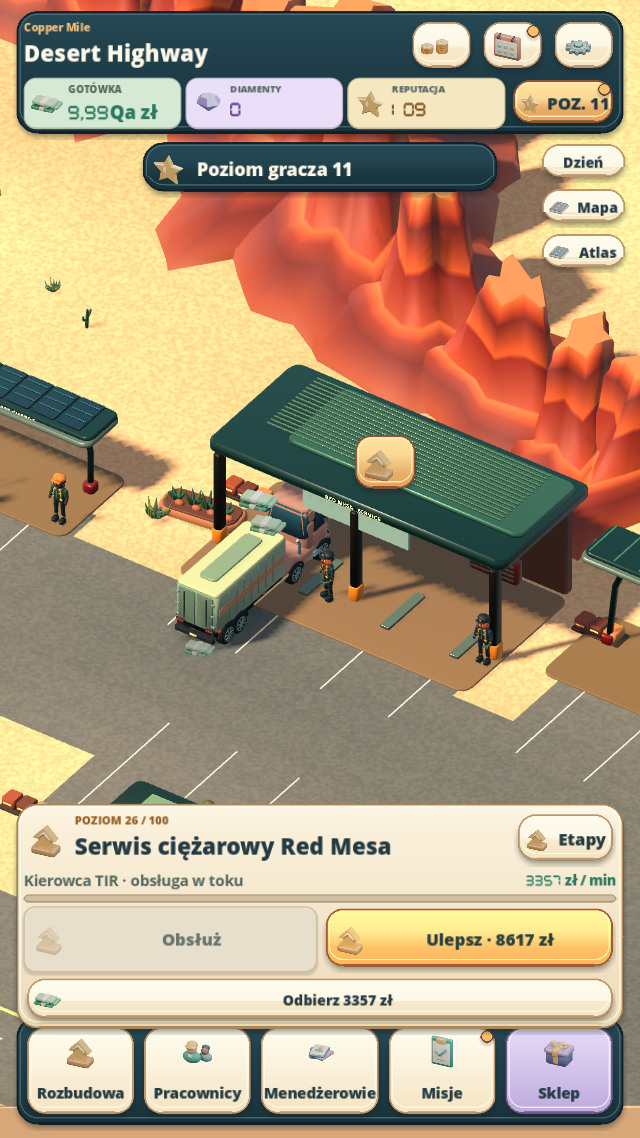 Copper Mile
Desert Highway
GOTÓWKA
9,99Qa zł
DIAMENTY
0
REPUTACJA
109
POZ. 11
Poziom gracza 11
Dzień
Mapa
Atlas
POZIOM 26 / 100
Serwis ciężarowy Red Mesa
Etapy
Kierowca TIR · obsługa w toku
3357 zł / min
Obsłuż
Ulepsz · 8617 zł
Odbierz 3357 zł
Rozbudowa
Pracownicy
Menedżerowie
Misje
Sklep